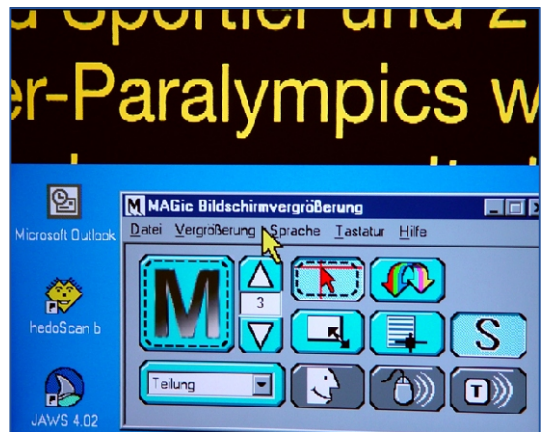 Sportler und
er-Paralympics w
Microsoft Outlook
hedoScan b
JAWS 4.02
M MAGic Bildschirmvergrößerung
Datei Vergrößerung Sprache Tastatur Hilfe
M
3
S
Teilung
T